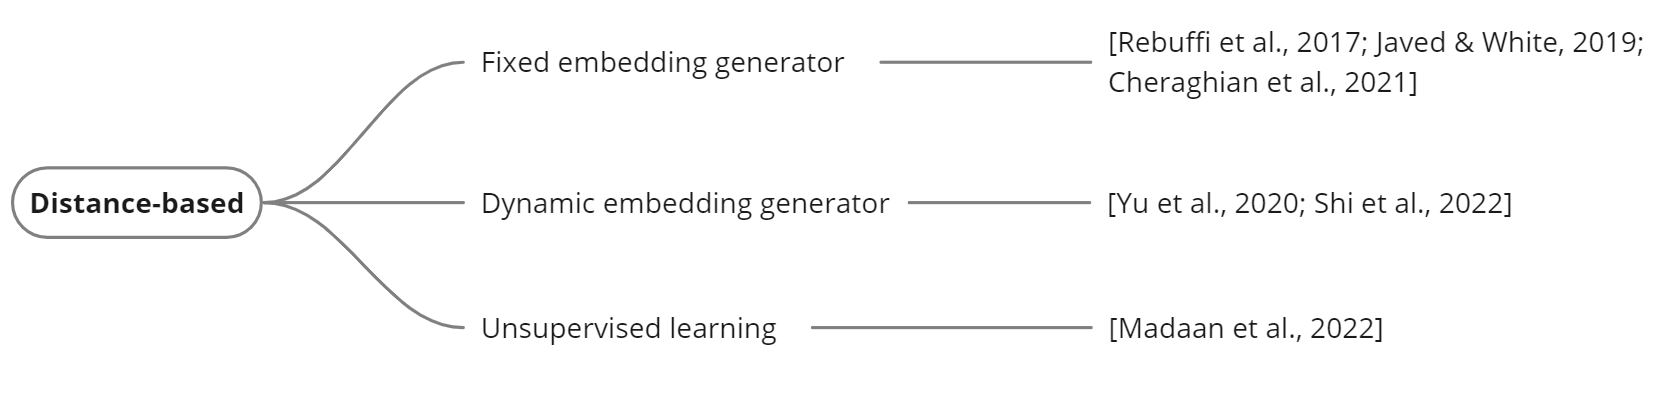 Distance-based
Fixed embedding generator
[Rebuffi et al., 2017; Javed & White, 2019;
Cheraghian et al., 2021]
Dynamic embedding generator
[Yu et al., 2020; Shi et al., 2022]
Unsupervised learning
[Madaan et al., 2022]